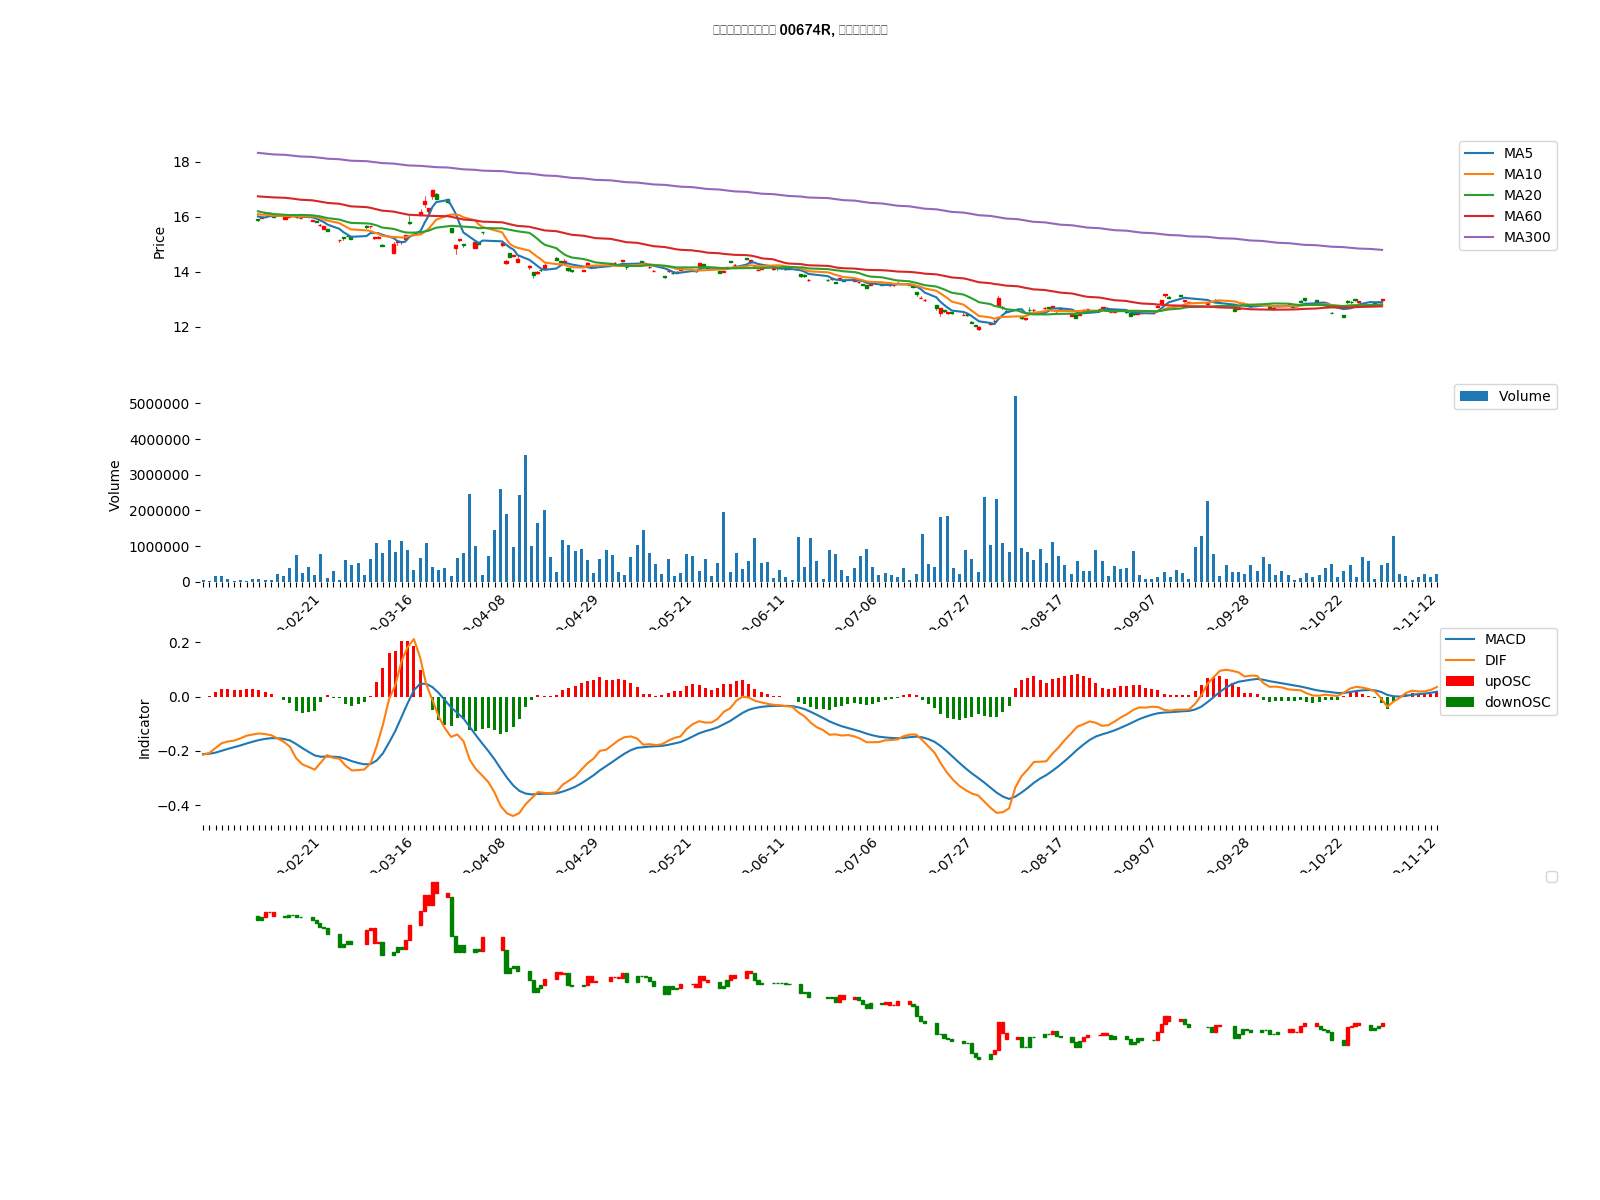 00674R,
18
16
14
12
Price
MA5
MA10
MA20
MA60
MA300
5000000
4000000
3000000
2000000
1000000
0
Volume
Volume
02-21
03-16
04-08
04-29
05-21
06-11
07-06
07-27
08-17
09-07
09-28
10-22
11-12
0.2
0.0
−0.2
−0.4
Indicator
MACD
DIF
upOSC
downOSC
02-21
03-16
04-08
04-29
05-21
06-11
07-06
07-27
08-17
09-07
09-28
10-22
11-12